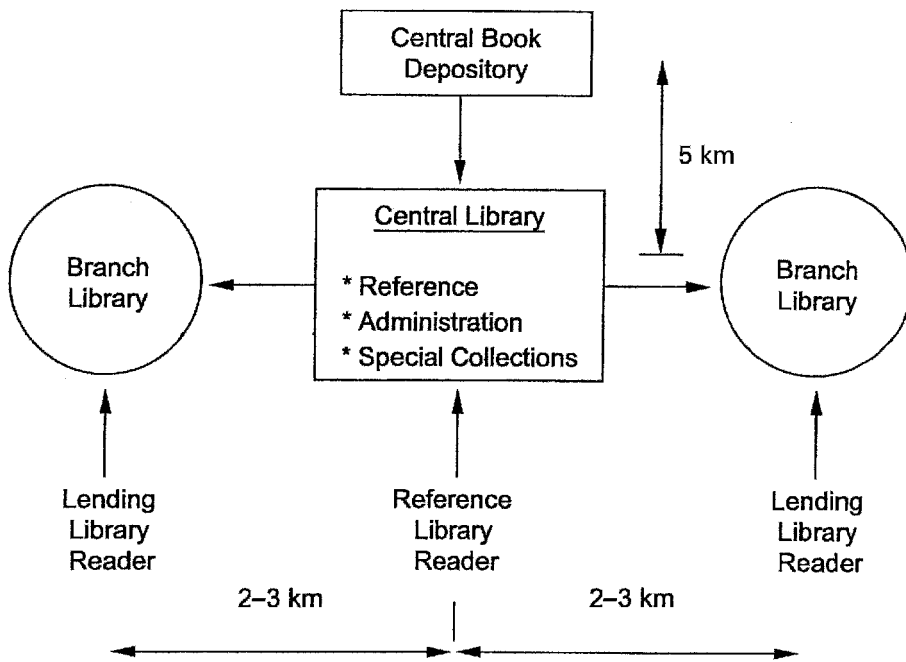 Central Book
Depository
5 km
Central Library
* Reference
* Administration
* Special Collections
Branch
Library
Branch
Library
Lending
Library
Reader
Reference
Library
Reader
Lending
Library
Reader
2–3 km
2–3 km